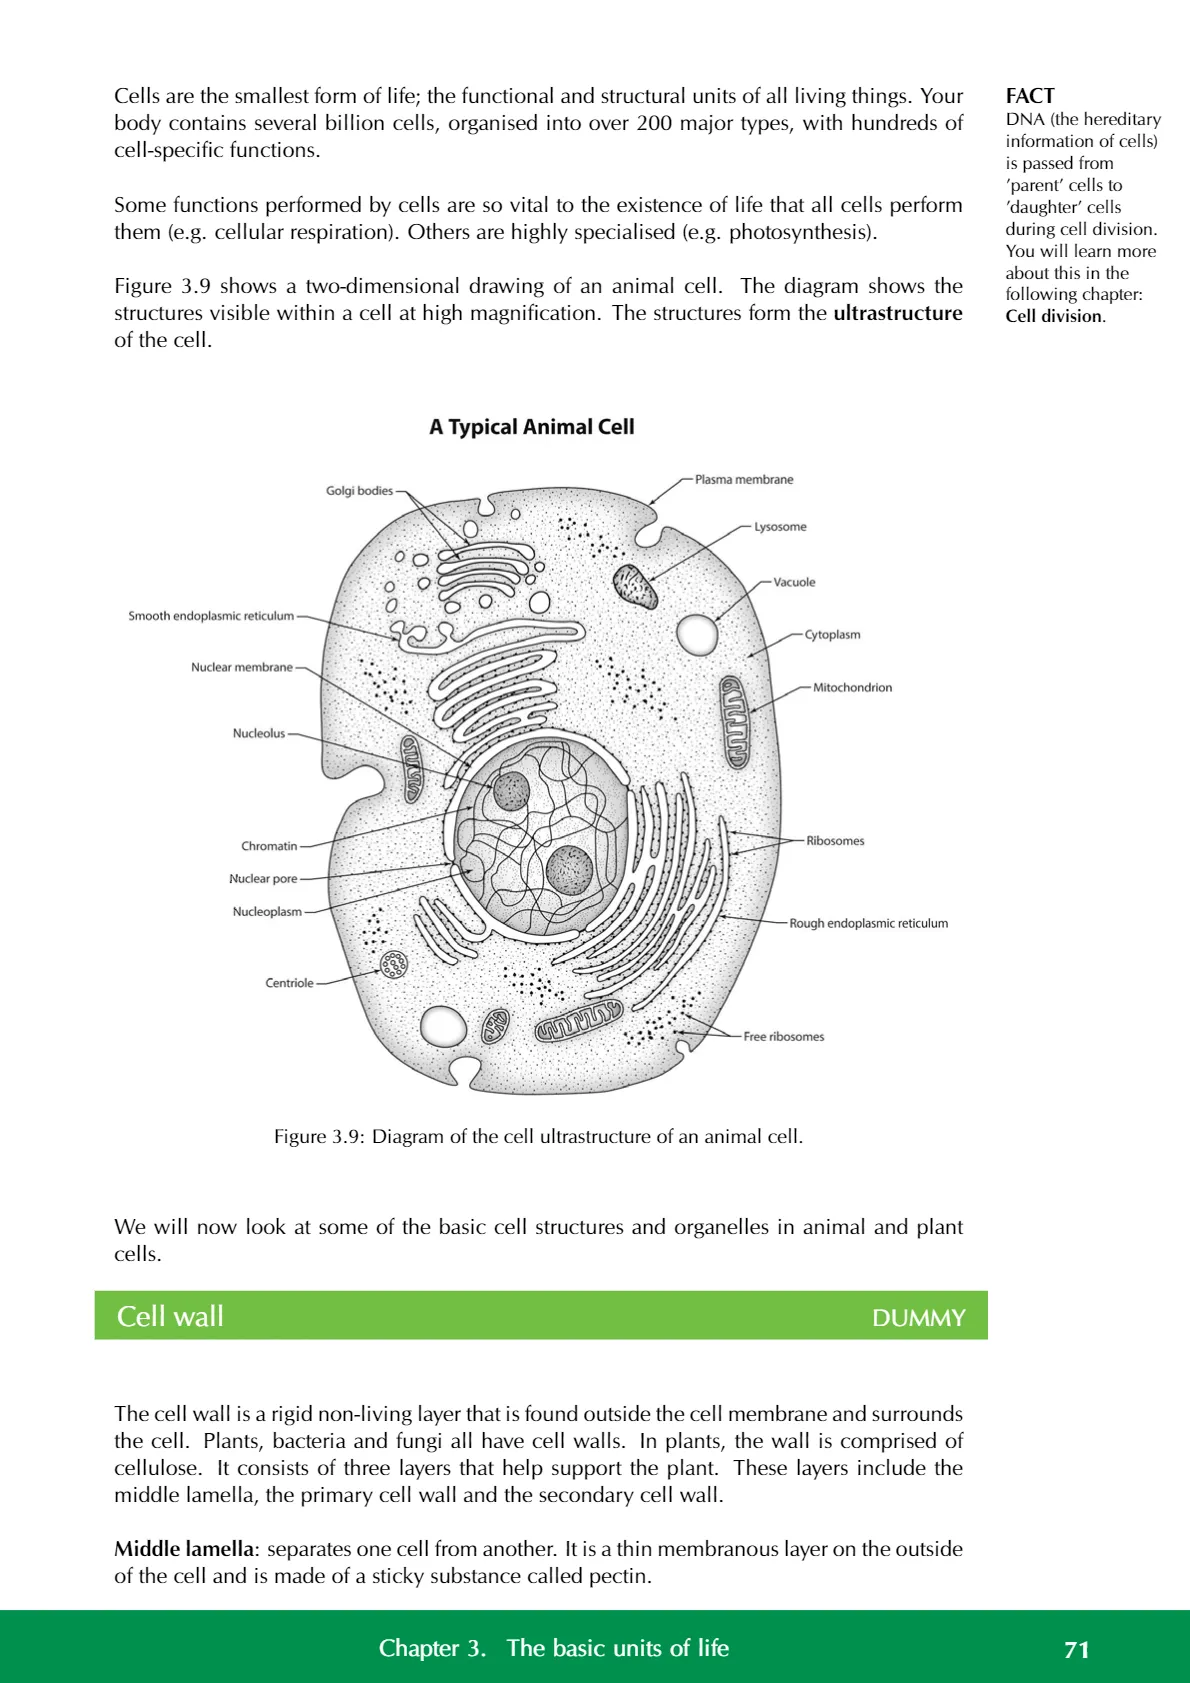 Cells are the smallest form of life; the functional and structural units of all living things. Your
body contains several billion cells, organised into over 200 major types, with hundreds of
cell-specific functions.
Some functions performed by cells are so vital to the existence of life that all cells perform
them (e.g. cellular respiration). Others are highly specialised (e.g. photosynthesis).
Figure 3.9 shows a two-dimensional drawing of an animal cell. The diagram shows the
structures visible within a cell at high magnification. The structures form the ultrastructure
of the cell.
FACT
DNA (the hereditary
information of cells)
is passed from
’parent’ cells to
’daughter’ cells
during cell division.
You will learn more
about this in the
following chapter:
Cell division.
A Typical Animal Cell
Golgi bodies
Smooth endoplasmic reticulum
Nuclear membrane
Nucleolus
Chromatin
Nuclear pore
Nucleoplasm
Centriole
Plasma membrane
Lysosome
Vacuole
Cytoplasm
Mitochondrion
Ribosomes
Rough endoplasmic reticulum
Free ribosomes
Figure 3.9: Diagram of the cell ultrastructure of an animal cell.
We will now look at some of the basic cell structures and organelles in animal and plant
cells.
Cell wall DUMMY
The cell wall is a rigid non-living layer that is found outside the cell membrane and surrounds
the cell. Plants, bacteria and fungi all have cell walls. In plants, the wall is comprised of
cellulose. It consists of three layers that help support the plant. These layers include the
middle lamella, the primary cell wall and the secondary cell wall.
Middle lamella: separates one cell from another. It is a thin membranous layer on the outside
of the cell and is made of a sticky substance called pectin.
Chapter 3. The basic units of life 71